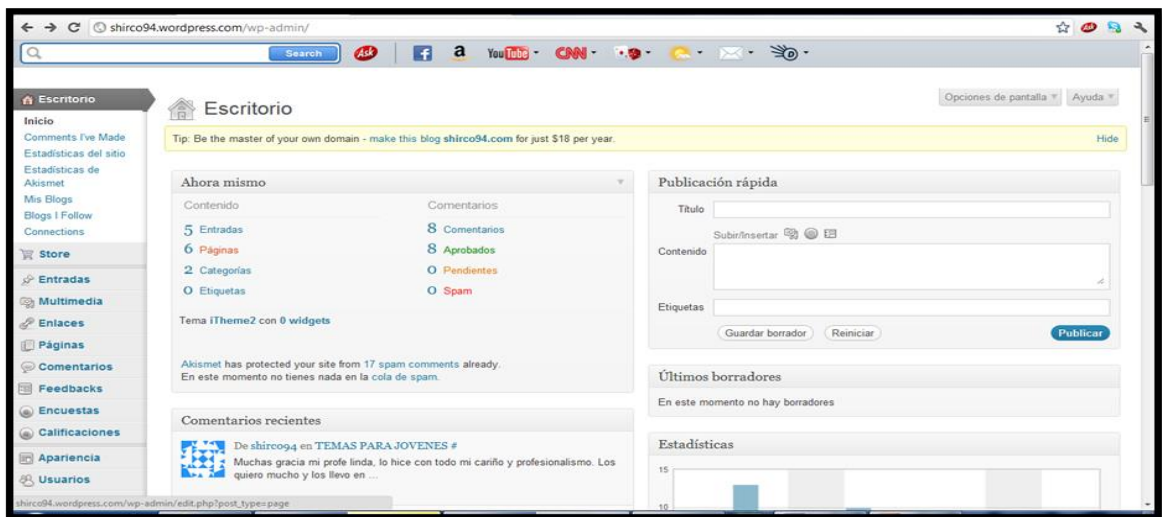 shirco94.wordpress.com/wp-admin/
Search
Ask
f
a
YouTube
CNN
Escritorio
Inicio
Comments I've Made
Estadísticas del sitio
Estadísticas de
Akismet
Mis Blogs
Blogs I Follow
Connections
Store
Entradas
Multimedia
Enlaces
Páginas
Comentarios
Feedbacks
Encuestas
Calificaciones
Apariencia
Usuarios
shirco94.wordpress.com/wp-admin/edit.php?post_type=page
Escritorio
Opciones de pantalla
Ayuda
Tip: Be the master of your own domain - make this blog shirco94.com for just $18 per year.
Hide
Ahora mismo
Contenido
Comentarios
5 Entradas
8 Comentarios
6 Páginas
8 Aprobados
2 Categorías
0 Pendientes
0 Etiquetas
0 Spam
Tema iTheme2 con 0 widgets
Akismet has protected your site from 17 spam comments already.
En este momento no tienes nada en la cola de spam.
Comentarios recientes
De shirco94 en TEMAS PARA JOVENES #
Muchas gracia mi profe linda, lo hice con todo mi cariño y profesionalismo. Los
quiero mucho y los llevo en ...
Publicación rápida
Título
Subir/Insertar
Contenido
Etiquetas
Guardar borrador
Reiniciar
Publicar
Últimos borradores
En este momento no hay borradores
Estadísticas
15
10